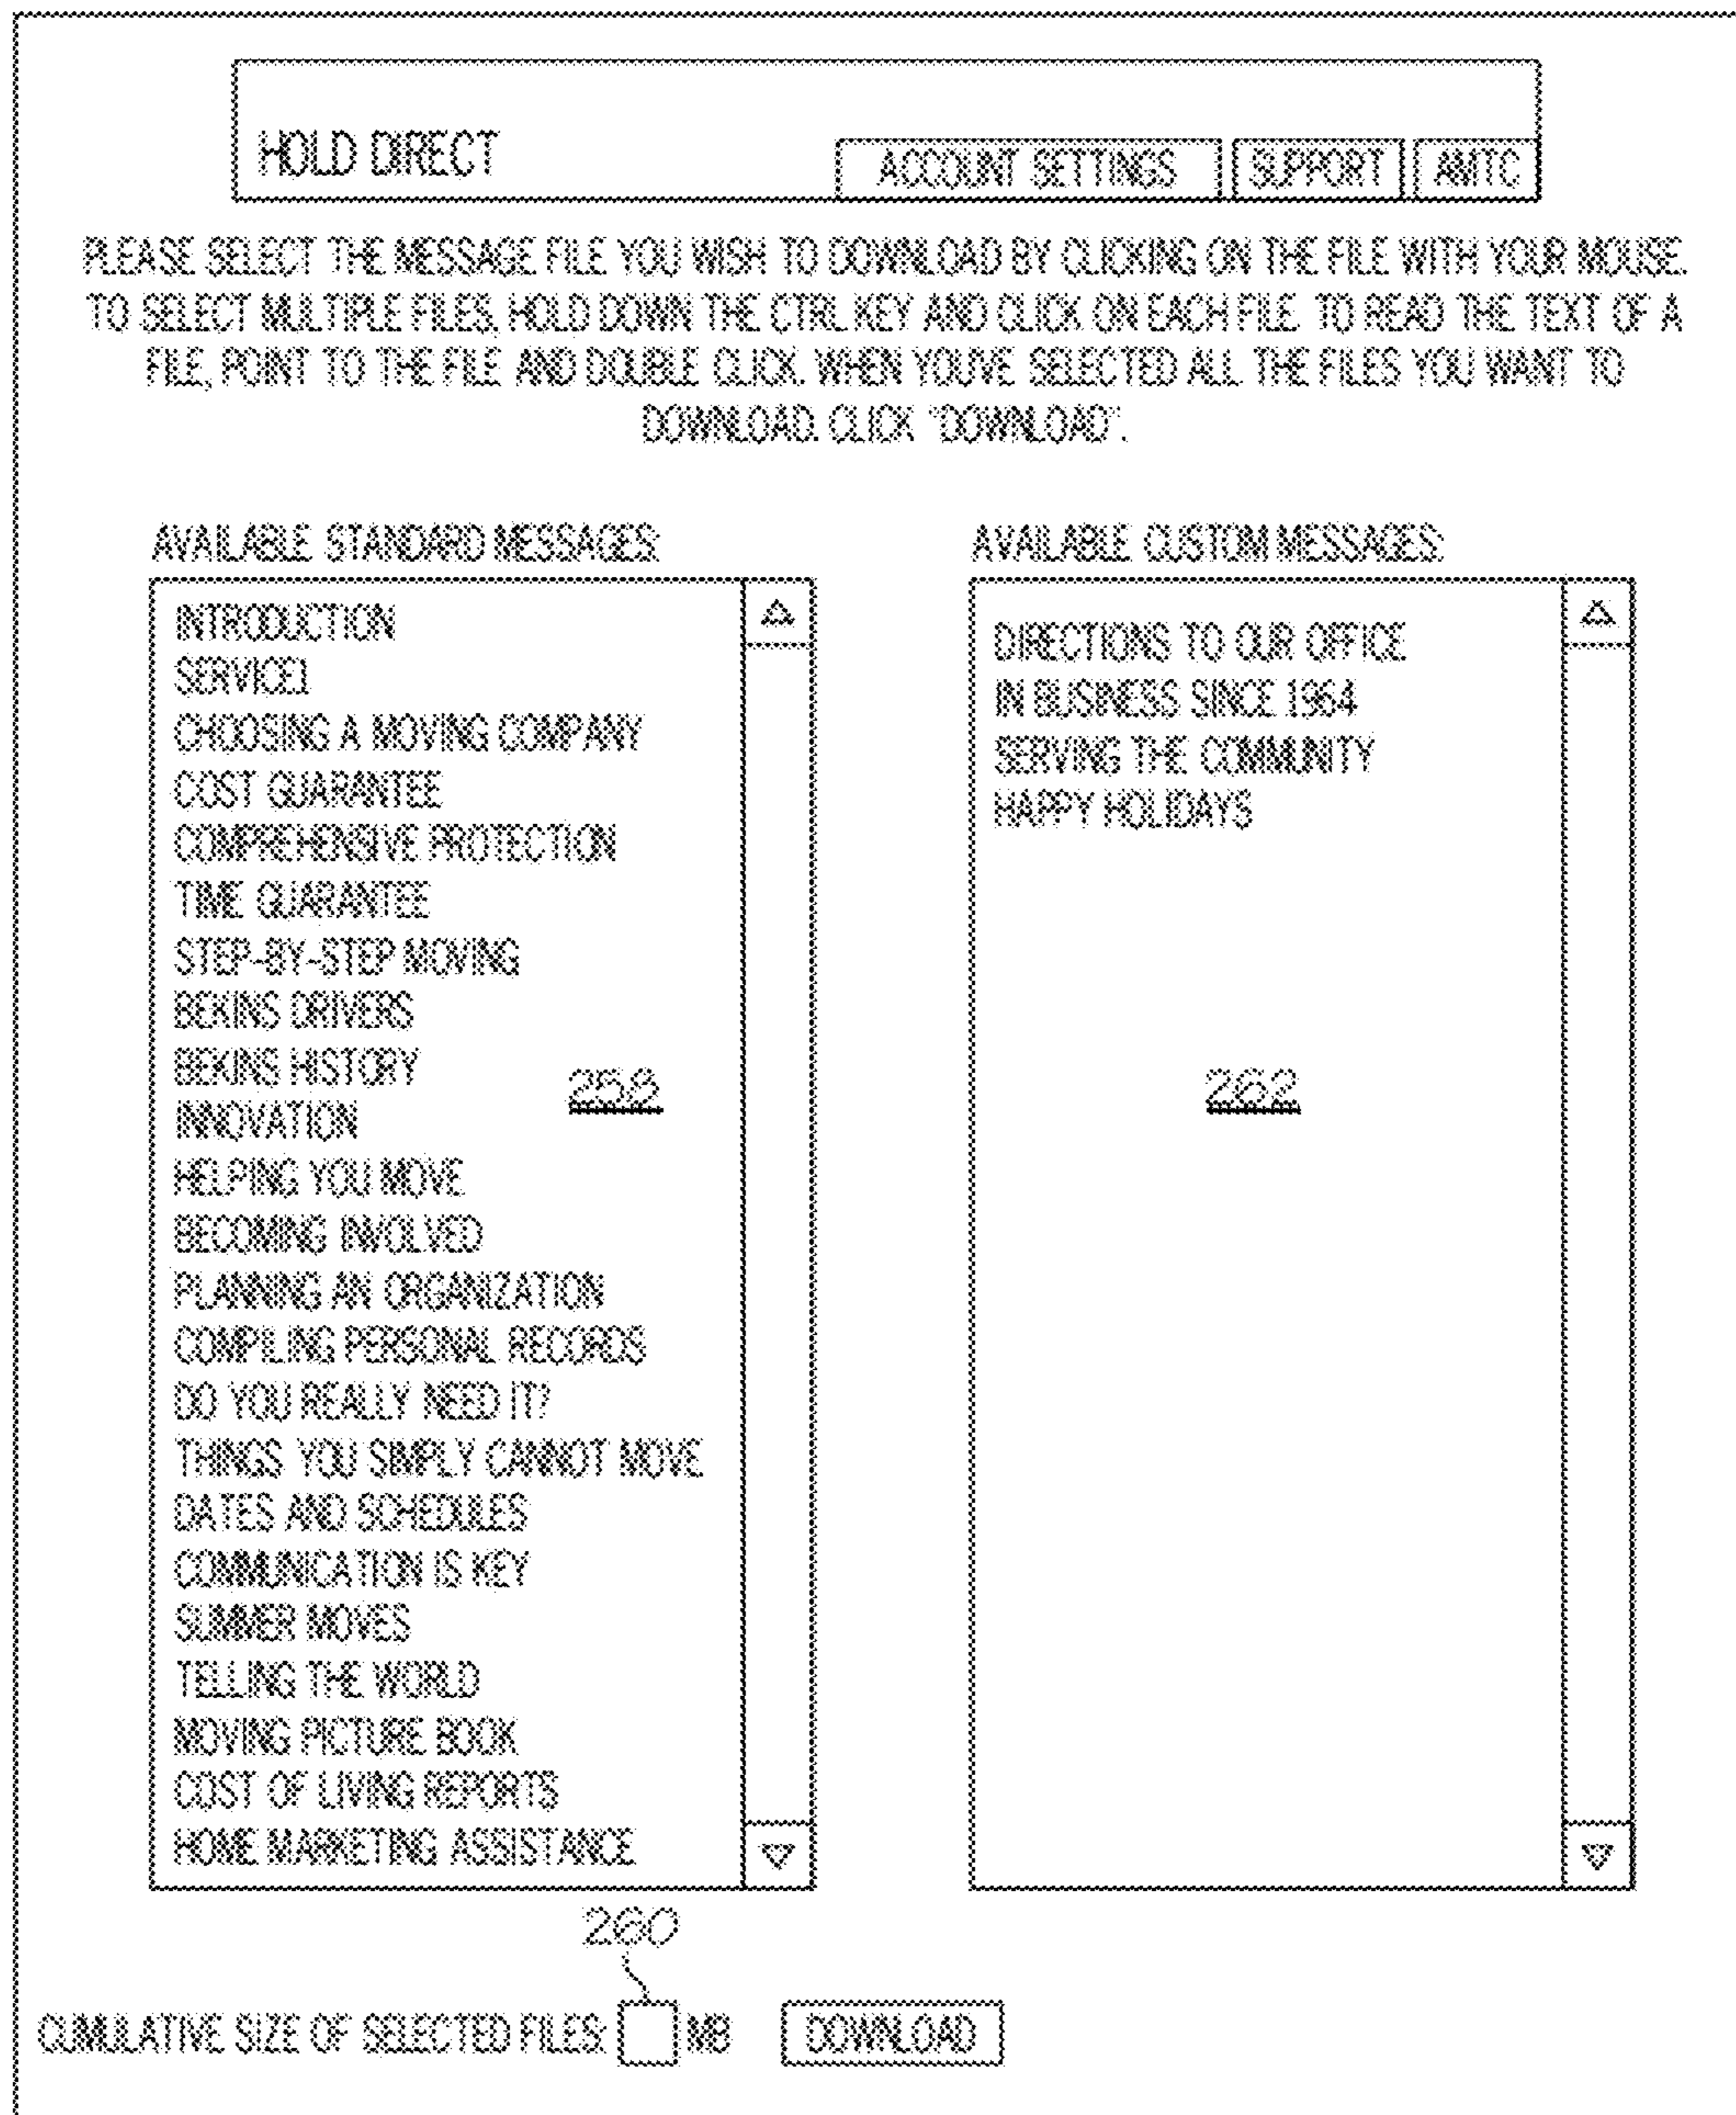 HOLD DIRECT
ACCOUNT SETTINGS SUPPORT AMTC
PLEASE SELECT THE MESSAGE FILE YOU WISH TO DOWNLOAD BY CLICKING ON THE FILE WITH YOUR MOUSE.
TO SELECT MULTIPLE FILES, HOLD DOWN THE CTRL KEY AND CLICK ON EACH FILE. TO READ THE TEXT OF A
FILE, POINT TO THE FILE AND DOUBLE CLICK. WHEN YOUVE SELECTED ALL THE FILES YOU WANT TO
DOWNLOAD. CLICK "DOWNLOAD".
AVAILABLE STANDARD MESSAGES:
INTRODUCTION
SERVICE1
CHOOSING A MOVING COMPANY
COST GUARANTEE
COMPREHENSIVE PROTECTION
TIME GUARANTEE
STEP-BY-STEP MOVING
BEKINS DRIVERS
BEKINS HISTORY
INNOVATION
HELPING YOU MOVE
BECOMING INVOLVED
PLANNING AN ORGANIZATION
COMPILING PERSONAL RECORDS
DO YOU REALLY NEED IT?
THINGS YOU SIMPLY CANNOT MOVE
DATES AND SCHEDULES
COMMUNICATION IS KEY
SUMMER MOVES
TELLING THE WORLD
MOVING PICTURE BOOK
COST OF LIVING REPORTS
HOME MARKETING ASSISTANCE
258
AVAILABLE CUSTOM MESSAGES:
DIRECTIONS TO OUR OFFICE
IN BUSINESS SINCE 1964
SERVING THE COMMUNITY
HAPPY HOLIDAYS
262
260
CUMULATIVE SIZE OF SELECTED FILES: MB DOWNLOAD